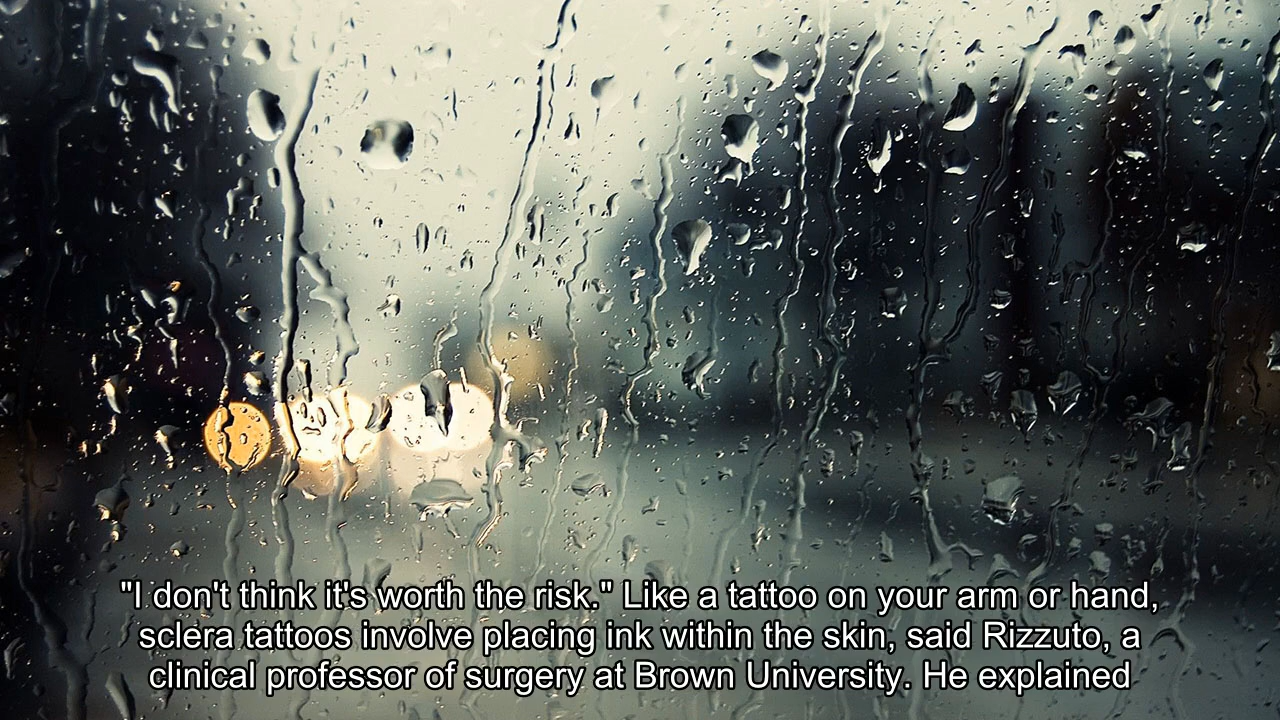 "I don't think it's worth the risk." Like a tattoo on your arm or hand,
sclera tattoos involve placing ink within the skin, said Rizzuto, a
clinical professor of surgery at Brown University. He explained